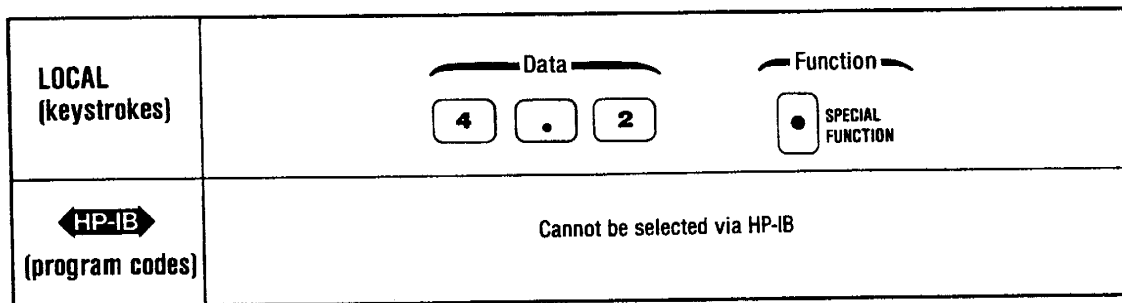 LOCAL
(keystrokes)
Data
Function
4 . 2
SPECIAL
FUNCTION
HP-IB
(program codes)
Cannot be selected via HP-IB